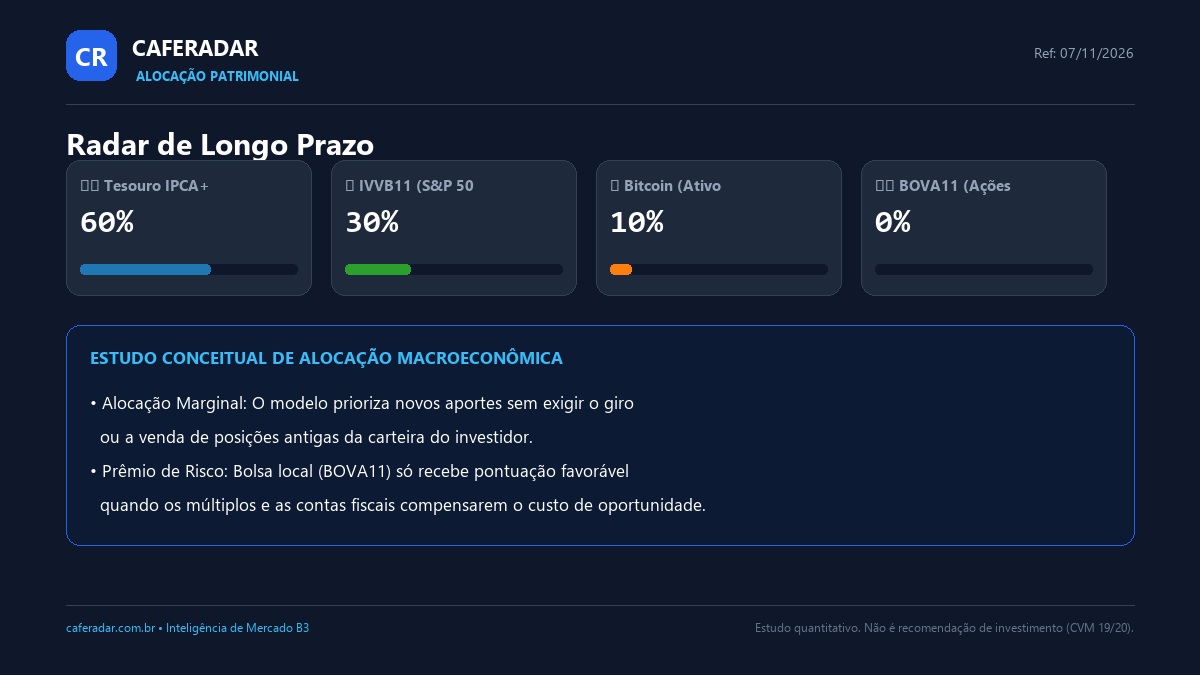 CR
CAFERADAR
ALOCAÇÃO PATRIMONIAL
Ref: 07/11/2026
Radar de Longo Prazo
Tesouro IPCA+
60%
IVVB11 (S&P 50
30%
Bitcoin (Ativo
10%
BOVA11 (Ações
0%
ESTUDO CONCEITUAL DE ALOCAÇÃO MACROECONÔMICA
• Alocação Marginal: O modelo prioriza novos aportes sem exigir o giro
ou a venda de posições antigas da carteira do investidor.
• Prêmio de Risco: Bolsa local (BOVA11) só recebe pontuação favorável
quando os múltiplos e as contas fiscais compensarem o custo de oportunidade.
caferadar.com.br • Inteligência de Mercado B3
Estudo quantitativo. Não é recomendação de investimento (CVM 19/20).